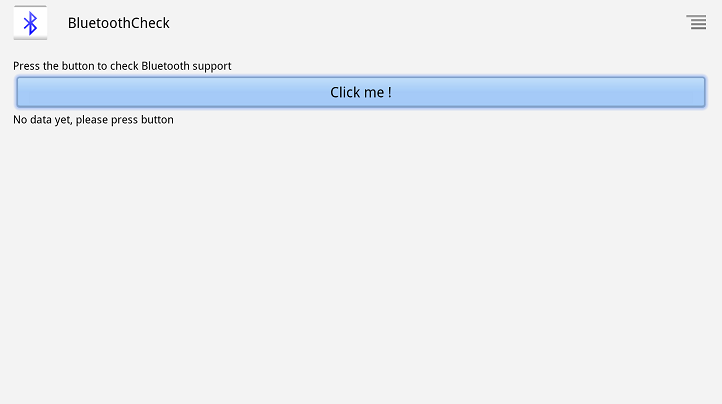 BluetoothCheck
Press the button to check Bluetooth support
Click me !
No data yet, please press button